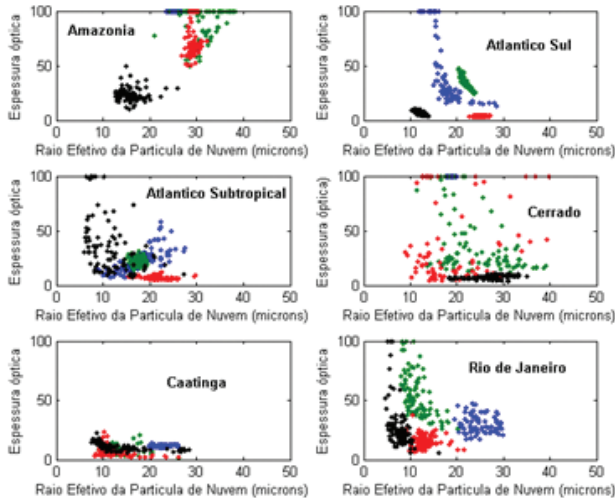 100
50
0
Espessura óptica
Amazonia
0 10 20 30 40 50
Raio Efetivo da Particula de Nuvem (microns)
100
50
0
Espessura óptica
Atlantico Sul
0 10 20 30 40 50
Raio Efetivo da Particula de Nuvem (microns)
100
50
0
Espessura óptica
Atlantico Subtropical
0 10 20 30 40 50
Raio Efetivo da Particula de Nuvem (microns)
100
50
0
Espessura óptica)
Cerrado
0 10 20 30 40 50
Raio Efetivo da Particula de Nuvem (microns)
100
50
0
Espessura óptica
Caatinga
0 10 20 30 40 50
Raio Efetivo da Particula de Nuvem (microns)
100
50
0
Espessura óptica
Rio de Janeiro
0 10 20 30 40 50
Raio Efetivo da Particula de Nuvem (microns)